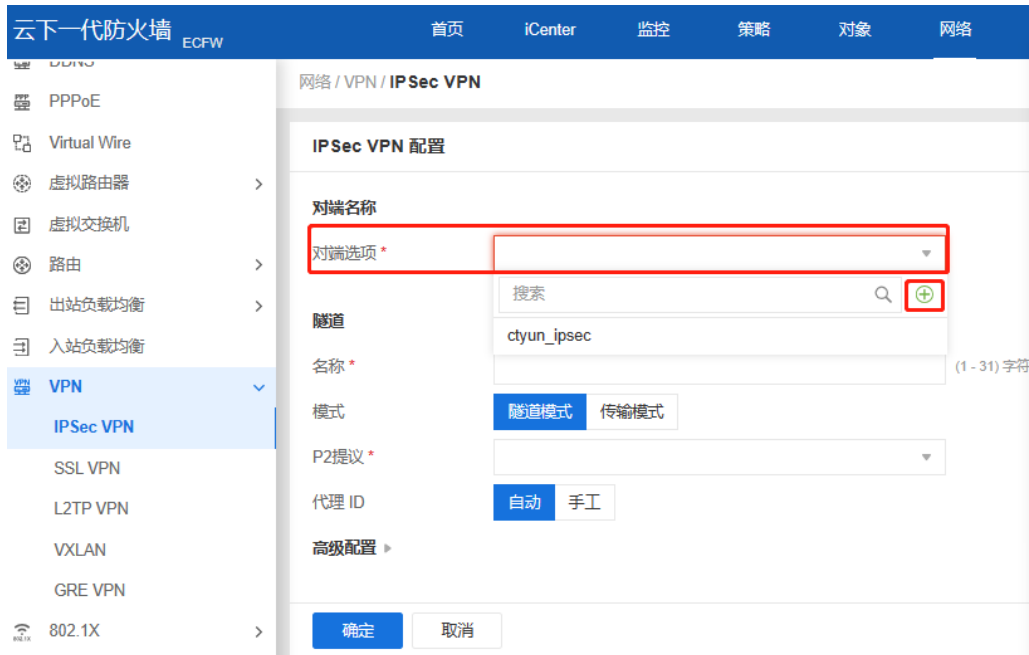 云下一代防火墙 ECFW 首页 iCenter 监控 策略 对象 网络
DDNS
PPPoE
Virtual Wire
虚拟路由器
虚拟交换机
路由
出站负载均衡
入站负载均衡
VPN
IPSec VPN
SSL VPN
L2TP VPN
VXLAN
GRE VPN
802.1X
网络 / VPN / IPSec VPN
IPSec VPN 配置
对端名称
对端选项 *
搜索
ctyun_ipsec
隧道
名称 * (1 - 31) 字符
模式 隧道模式 传输模式
P2提议 *
代理 ID 自动 手工
高级配置
确定 取消